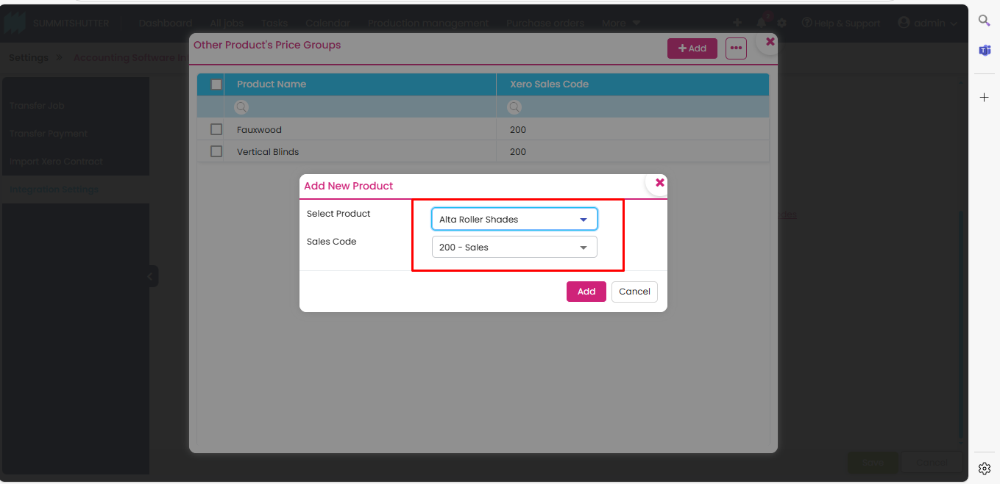 SUMMITSHUTTER Dashboard All jobs Tasks Calendar Production management Purchase orders More Help & Support admin
Other Product's Price Groups
+ Add
Settings » Accounting Software In
Product Name Xero Sales Code
Transfer Job
Fauxwood 200
Transfer Payment
Vertical Blinds 200
Import Xero Contract
Add New Product
Integration Settings
Select Product Alta Roller Shades
Sales Code 200 - Sales
Add Cancel
Save Cancel